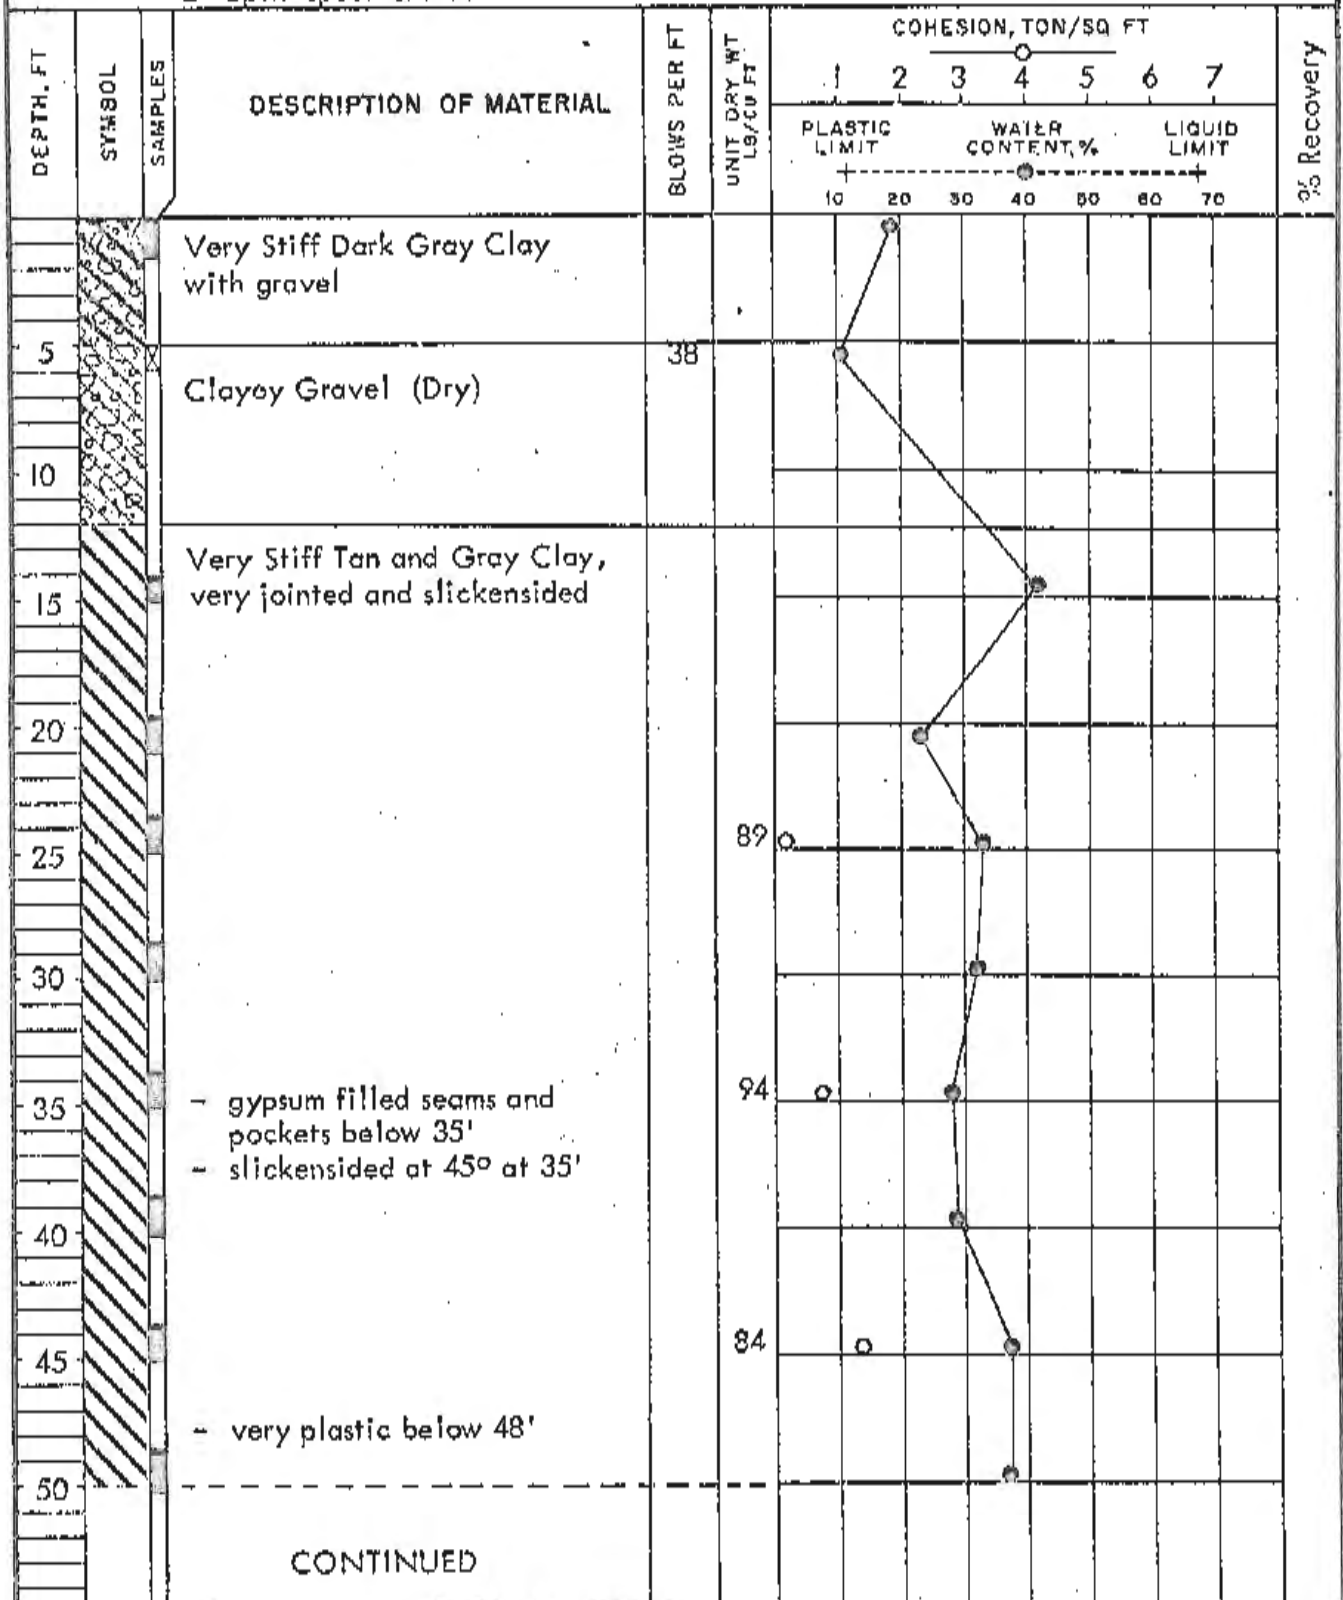 COHESION, TON/SQ FT
1 2 3 4 5 6 7
DEPTH, FT
SYMBOL
SAMPLES
DESCRIPTION OF MATERIAL
BLOWS PER FT
UNIT DRY WT
LB/CU FT
PLASTIC LIMIT
WATER CONTENT, %
LIQUID LIMIT
10 20 30 40 50 60 70
% Recovery
Very Stiff Dark Gray Clay
with gravel
5
38
Clayey Gravel (Dry)
10
Very Stiff Tan and Gray Clay,
very jointed and slickensided
15
20
89
25
30
94
35
- gypsum filled seams and
pockets below 35'
- slickensided at 45° at 35'
40
84
45
- very plastic below 48'
50
CONTINUED